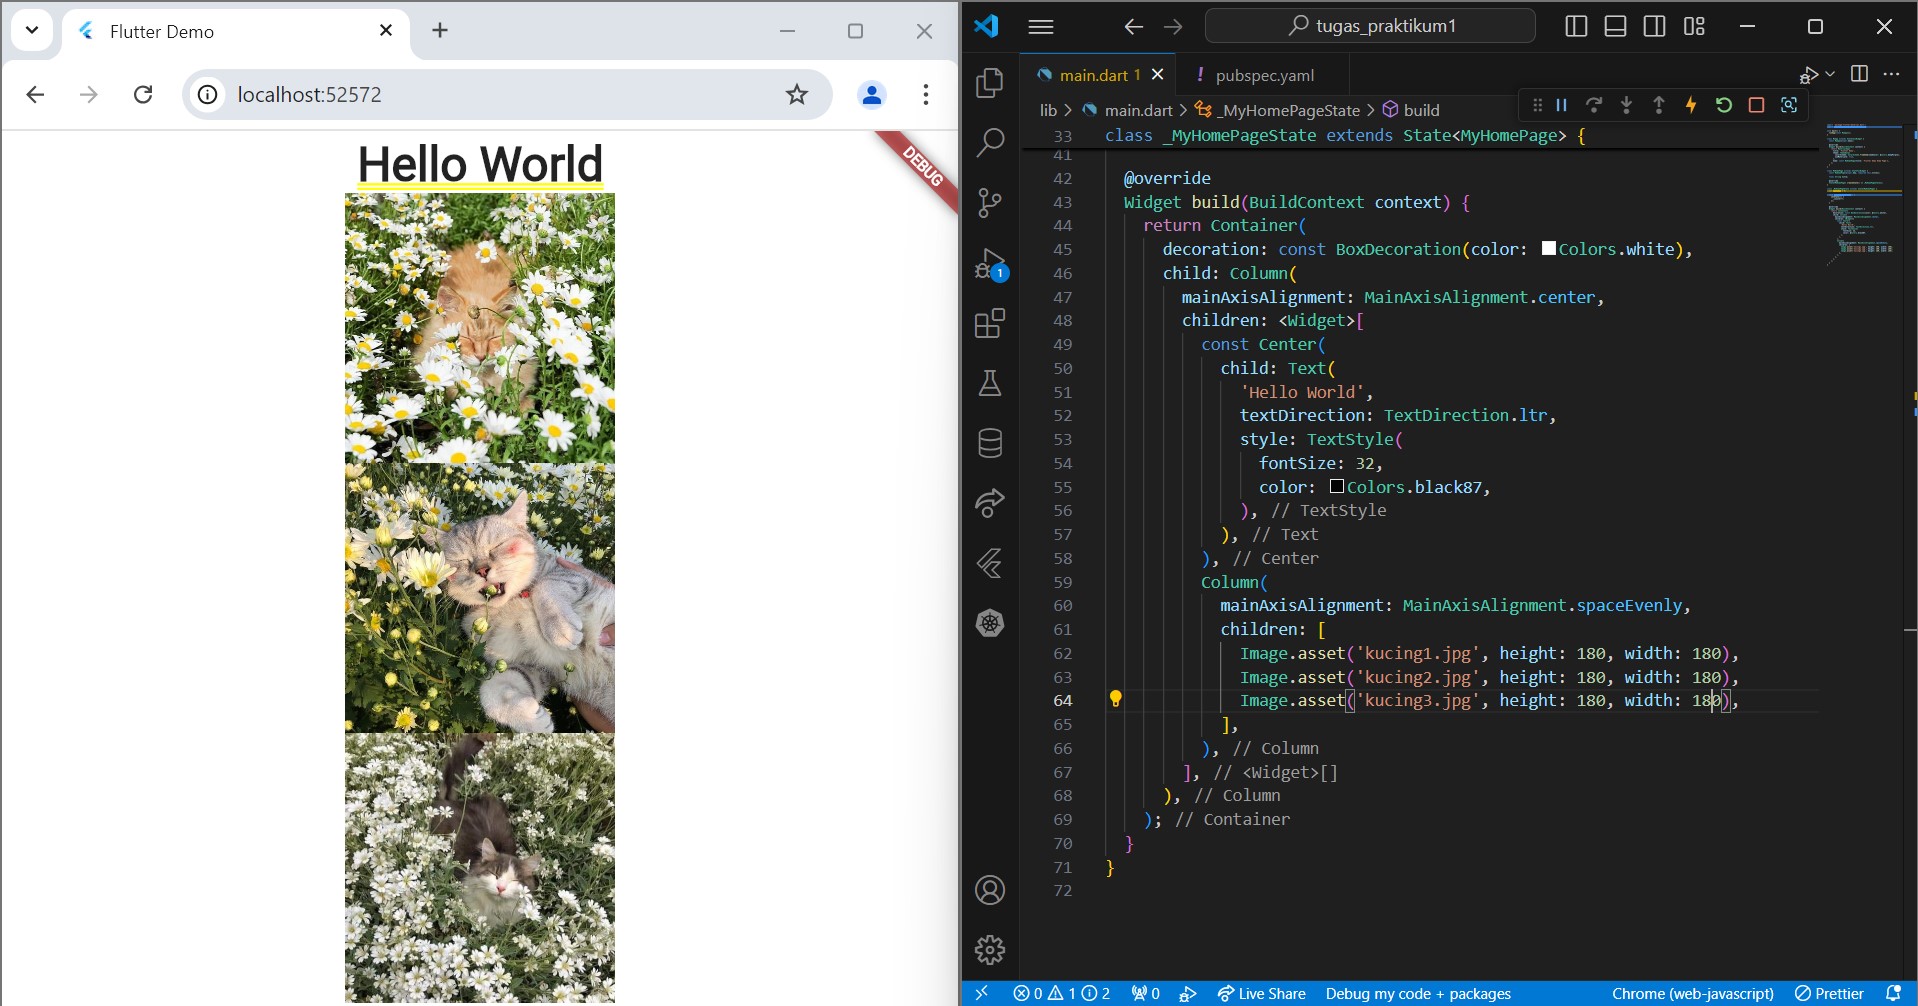 Flutter Demo
localhost:52572
DEBUG
Hello World
tugas_praktikum1
main.dart 1
pubspec.yaml
lib > main.dart > _MyHomePageState > build
33 class _MyHomePageState extends State<MyHomePage> {
41
42 @override
43 Widget build(BuildContext context) {
44 return Container(
45 decoration: const BoxDecoration(color: Colors.white),
46 child: Column(
47 mainAxisAlignment: MainAxisAlignment.center,
48 children: <Widget>[
49 const Center(
50 child: Text(
51 'Hello World',
52 textDirection: TextDirection.ltr,
53 style: TextStyle(
54 fontSize: 32,
55 color: Colors.black87,
56 ), // TextStyle
57 ), // Text
58 ), // Center
59 Column(
60 mainAxisAlignment: MainAxisAlignment.spaceEvenly,
61 children: [
62 Image.asset('kucing1.jpg', height: 180, width: 180),
63 Image.asset('kucing2.jpg', height: 180, width: 180),
64 Image.asset('kucing3.jpg', height: 180, width: 180),
65 ],
66 ), // Column
67 ], // <Widget>[]
68 ), // Column
69 ); // Container
70 }
71 }
72
1
0 1 2 0 Live Share Debug my code + packages Chrome (web-javascript) Prettier